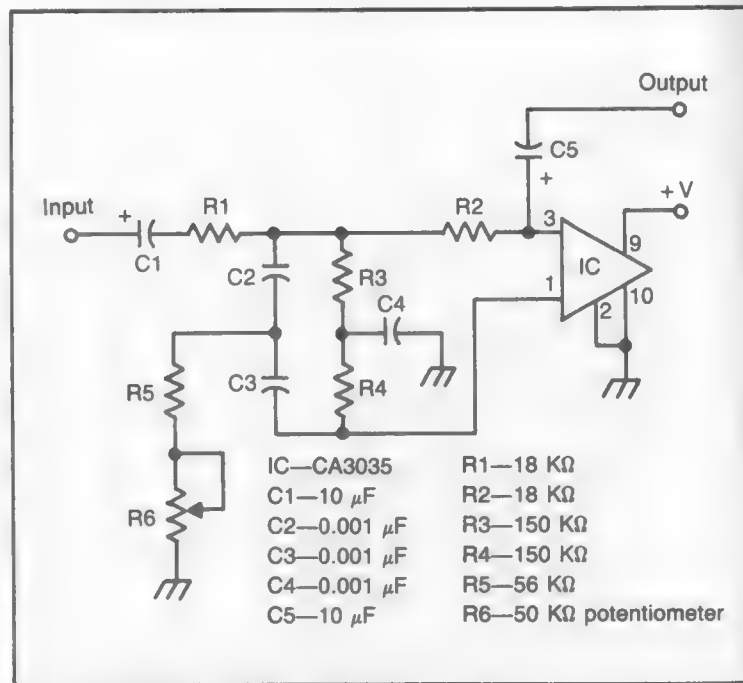 Output
C5
+
+ V
Input
+
R1
R2
3
9
C1
C2
R3
IC
C4
1
10
2
R5
C3
R4
R6
IC—CA3035
C1—10 μF
C2—0.001 μF
C3—0.001 μF
C4—0.001 μF
C5—10 μF
R1—18 KΩ
R2—18 KΩ
R3—150 KΩ
R4—150 KΩ
R5—56 KΩ
R6—50 KΩ potentiometer